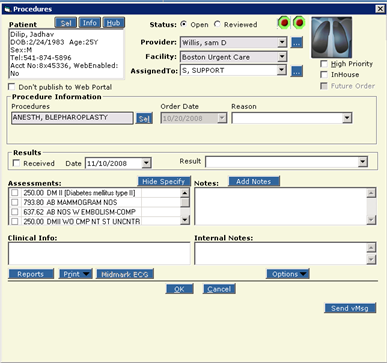 Procedures
Patient Sel Info Hub Status: Open Reviewed
Dilip, Jadhav
DOB:2/24/1983 Age:25Y
Sex:M
Tel:541-874-5896
Acct No:8x45336, WebEnabled:
No
Provider: Willis, sam D ...
Facility: Boston Urgent Care
AssignedTo: S, SUPPORT ...
High Priority
InHouse
Future Order
Don't publish to Web Portal
Procedure Information
Procedures Order Date Reason
ANESTH, BLEPHAROPLASTY Sel 10/20/2008
Results
Received Date 11/10/2008 Result
Assessments: Hide Specify Notes: Add Notes
250.00 DM II [Diabetes mellitus type II]
793.80 AB MAMMOGRAM NOS
637.62 AB NOS W EMBOLISM-COMP
250.00 DMII WO CMP NT ST UNCNTR
Clinical Info: Internal Notes:
Reports Print Midmark ECG Options
OK Cancel
Send vMsg